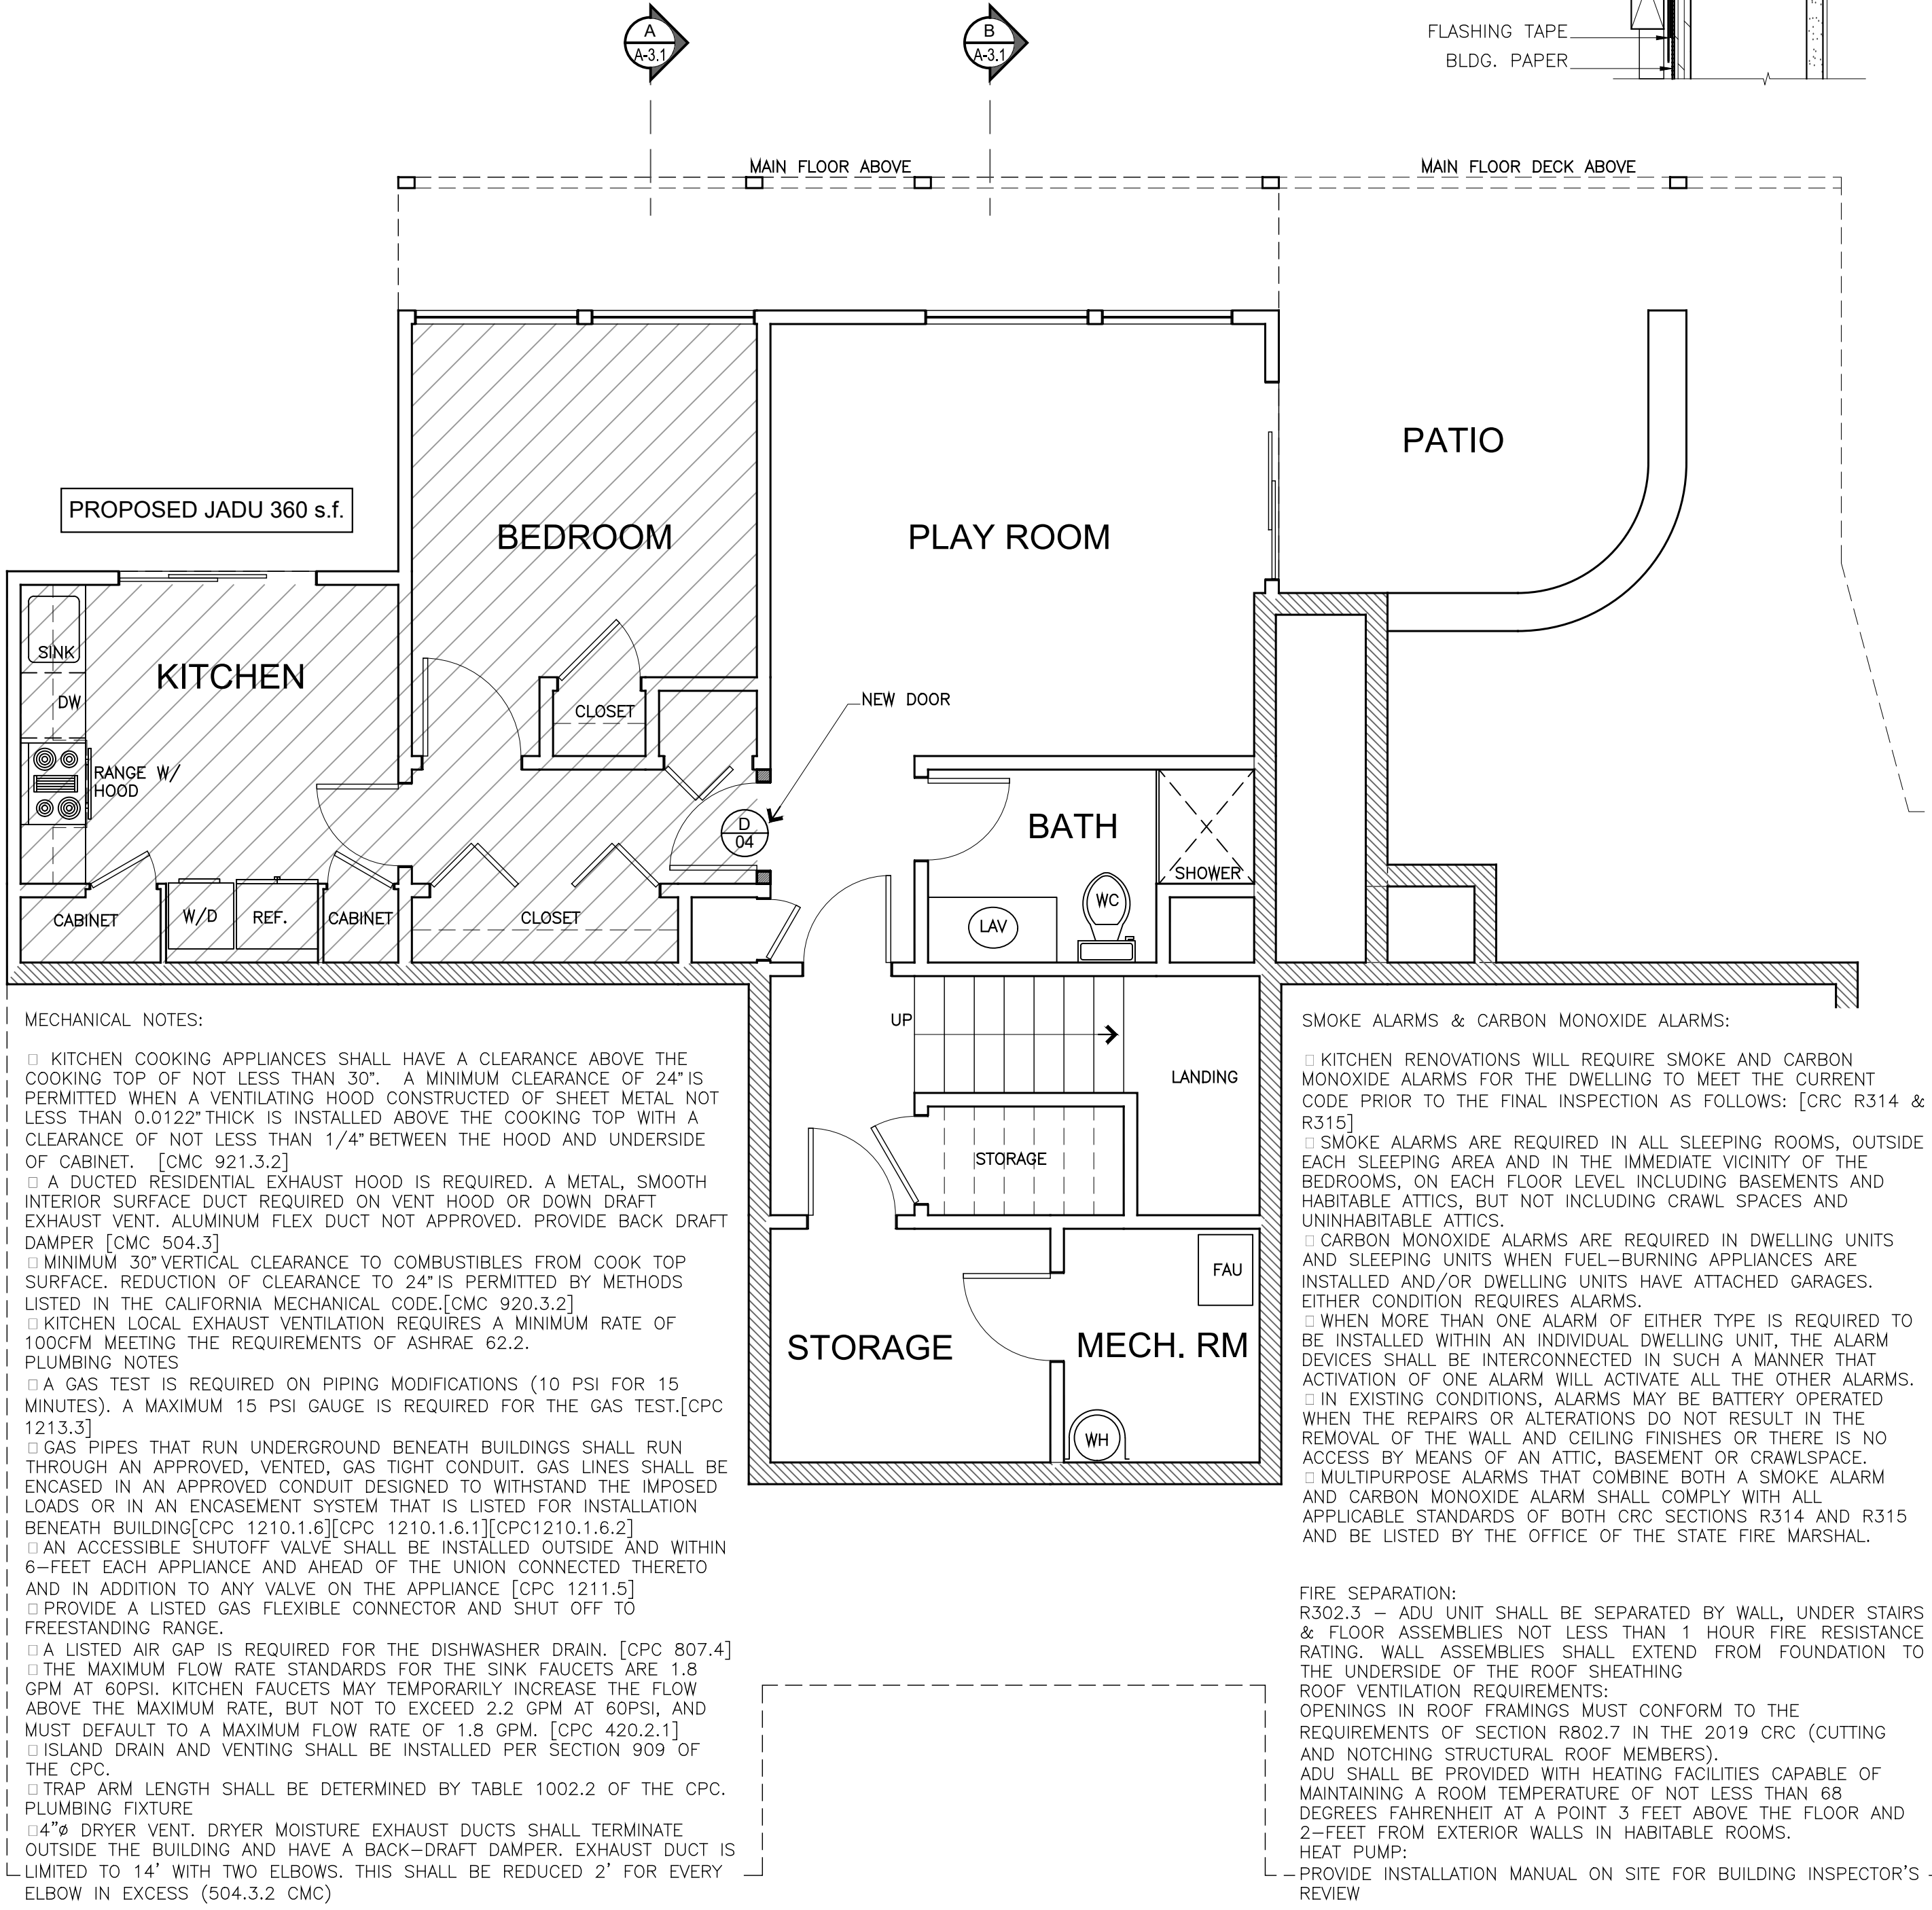 A
A-3.1
B
A-3.1
FLASHING TAPE
BLDG. PAPER
MAIN FLOOR ABOVE
MAIN FLOOR DECK ABOVE
PATIO
PROPOSED JADU 360 s.f.
BEDROOM
PLAY ROOM
SINK
KITCHEN
DW
CLOSET
NEW DOOR
RANGE W/
HOOD
D
04
BATH
SHOWER
CABINET
W/D
REF.
CABINET
CLOSET
LAV
WC
UP
LANDING
STORAGE
FAU
STORAGE
MECH. RM
WH
MECHANICAL NOTES:
□ KITCHEN COOKING APPLIANCES SHALL HAVE A CLEARANCE ABOVE THE
COOKING TOP OF NOT LESS THAN 30". A MINIMUM CLEARANCE OF 24" IS
PERMITTED WHEN A VENTILATING HOOD CONSTRUCTED OF SHEET METAL NOT
LESS THAN 0.0122" THICK IS INSTALLED ABOVE THE COOKING TOP WITH A
CLEARANCE OF NOT LESS THAN 1/4" BETWEEN THE HOOD AND UNDERSIDE
OF CABINET. [CMC 921.3.2]
□ A DUCTED RESIDENTIAL EXHAUST HOOD IS REQUIRED. A METAL, SMOOTH
INTERIOR SURFACE DUCT REQUIRED ON VENT HOOD OR DOWN DRAFT
EXHAUST VENT. ALUMINUM FLEX DUCT NOT APPROVED. PROVIDE BACK DRAFT
DAMPER [CMC 504.3]
□ MINIMUM 30" VERTICAL CLEARANCE TO COMBUSTIBLES FROM COOK TOP
SURFACE. REDUCTION OF CLEARANCE TO 24" IS PERMITTED BY METHODS
LISTED IN THE CALIFORNIA MECHANICAL CODE.[CMC 920.3.2]
□ KITCHEN LOCAL EXHAUST VENTILATION REQUIRES A MINIMUM RATE OF
100CFM MEETING THE REQUIREMENTS OF ASHRAE 62.2.
PLUMBING NOTES
□ A GAS TEST IS REQUIRED ON PIPING MODIFICATIONS (10 PSI FOR 15
MINUTES). A MAXIMUM 15 PSI GAUGE IS REQUIRED FOR THE GAS TEST.[CPC
1213.3]
□ GAS PIPES THAT RUN UNDERGROUND BENEATH BUILDINGS SHALL RUN
THROUGH AN APPROVED, VENTED, GAS TIGHT CONDUIT. GAS LINES SHALL BE
ENCASED IN AN APPROVED CONDUIT DESIGNED TO WITHSTAND THE IMPOSED
LOADS OR IN AN ENCASEMENT SYSTEM THAT IS LISTED FOR INSTALLATION
BENEATH BUILDING[CPC 1210.1.6][CPC 1210.1.6.1][CPC1210.1.6.2]
□ AN ACCESSIBLE SHUTOFF VALVE SHALL BE INSTALLED OUTSIDE AND WITHIN
6-FEET EACH APPLIANCE AND AHEAD OF THE UNION CONNECTED THERETO
AND IN ADDITION TO ANY VALVE ON THE APPLIANCE [CPC 1211.5]
□ PROVIDE A LISTED GAS FLEXIBLE CONNECTOR AND SHUT OFF TO
FREESTANDING RANGE.
□ A LISTED AIR GAP IS REQUIRED FOR THE DISHWASHER DRAIN. [CPC 807.4]
□ THE MAXIMUM FLOW RATE STANDARDS FOR THE SINK FAUCETS ARE 1.8
GPM AT 60PSI. KITCHEN FAUCETS MAY TEMPORARILY INCREASE THE FLOW
ABOVE THE MAXIMUM RATE, BUT NOT TO EXCEED 2.2 GPM AT 60PSI, AND
MUST DEFAULT TO A MAXIMUM FLOW RATE OF 1.8 GPM. [CPC 420.2.1]
□ ISLAND DRAIN AND VENTING SHALL BE INSTALLED PER SECTION 909 OF
THE CPC.
□ TRAP ARM LENGTH SHALL BE DETERMINED BY TABLE 1002.2 OF THE CPC.
PLUMBING FIXTURE
□ 4"ø DRYER VENT. DRYER MOISTURE EXHAUST DUCTS SHALL TERMINATE
OUTSIDE THE BUILDING AND HAVE A BACK-DRAFT DAMPER. EXHAUST DUCT IS
LIMITED TO 14' WITH TWO ELBOWS. THIS SHALL BE REDUCED 2' FOR EVERY
ELBOW IN EXCESS (504.3.2 CMC)
SMOKE ALARMS & CARBON MONOXIDE ALARMS:
□ KITCHEN RENOVATIONS WILL REQUIRE SMOKE AND CARBON
MONOXIDE ALARMS FOR THE DWELLING TO MEET THE CURRENT
CODE PRIOR TO THE FINAL INSPECTION AS FOLLOWS: [CRC R314 &
R315]
□ SMOKE ALARMS ARE REQUIRED IN ALL SLEEPING ROOMS, OUTSIDE
EACH SLEEPING AREA AND IN THE IMMEDIATE VICINITY OF THE
BEDROOMS, ON EACH FLOOR LEVEL INCLUDING BASEMENTS AND
HABITABLE ATTICS, BUT NOT INCLUDING CRAWL SPACES AND
UNINHABITABLE ATTICS.
□ CARBON MONOXIDE ALARMS ARE REQUIRED IN DWELLING UNITS
AND SLEEPING UNITS WHEN FUEL-BURNING APPLIANCES ARE
INSTALLED AND/OR DWELLING UNITS HAVE ATTACHED GARAGES.
EITHER CONDITION REQUIRES ALARMS.
□ WHEN MORE THAN ONE ALARM OF EITHER TYPE IS REQUIRED TO
BE INSTALLED WITHIN AN INDIVIDUAL DWELLING UNIT, THE ALARM
DEVICES SHALL BE INTERCONNECTED IN SUCH A MANNER THAT
ACTIVATION OF ONE ALARM WILL ACTIVATE ALL THE OTHER ALARMS.
□ IN EXISTING CONDITIONS, ALARMS MAY BE BATTERY OPERATED
WHEN THE REPAIRS OR ALTERATIONS DO NOT RESULT IN THE
REMOVAL OF THE WALL AND CEILING FINISHES OR THERE IS NO
ACCESS BY MEANS OF AN ATTIC, BASEMENT OR CRAWLSPACE.
□ MULTIPURPOSE ALARMS THAT COMBINE BOTH A SMOKE ALARM
AND CARBON MONOXIDE ALARM SHALL COMPLY WITH ALL
APPLICABLE STANDARDS OF BOTH CRC SECTIONS R314 AND R315
AND BE LISTED BY THE OFFICE OF THE STATE FIRE MARSHAL.
FIRE SEPARATION:
R302.3 – ADU UNIT SHALL BE SEPARATED BY WALL, UNDER STAIRS
& FLOOR ASSEMBLIES NOT LESS THAN 1 HOUR FIRE RESISTANCE
RATING. WALL ASSEMBLIES SHALL EXTEND FROM FOUNDATION TO
THE UNDERSIDE OF THE ROOF SHEATHING
ROOF VENTILATION REQUIREMENTS:
OPENINGS IN ROOF FRAMINGS MUST CONFORM TO THE
REQUIREMENTS OF SECTION R802.7 IN THE 2019 CRC (CUTTING
AND NOTCHING STRUCTURAL ROOF MEMBERS).
ADU SHALL BE PROVIDED WITH HEATING FACILITIES CAPABLE OF
MAINTAINING A ROOM TEMPERATURE OF NOT LESS THAN 68
DEGREES FAHRENHEIT AT A POINT 3 FEET ABOVE THE FLOOR AND
2-FEET FROM EXTERIOR WALLS IN HABITABLE ROOMS.
HEAT PUMP:
PROVIDE INSTALLATION MANUAL ON SITE FOR BUILDING INSPECTOR'S
REVIEW